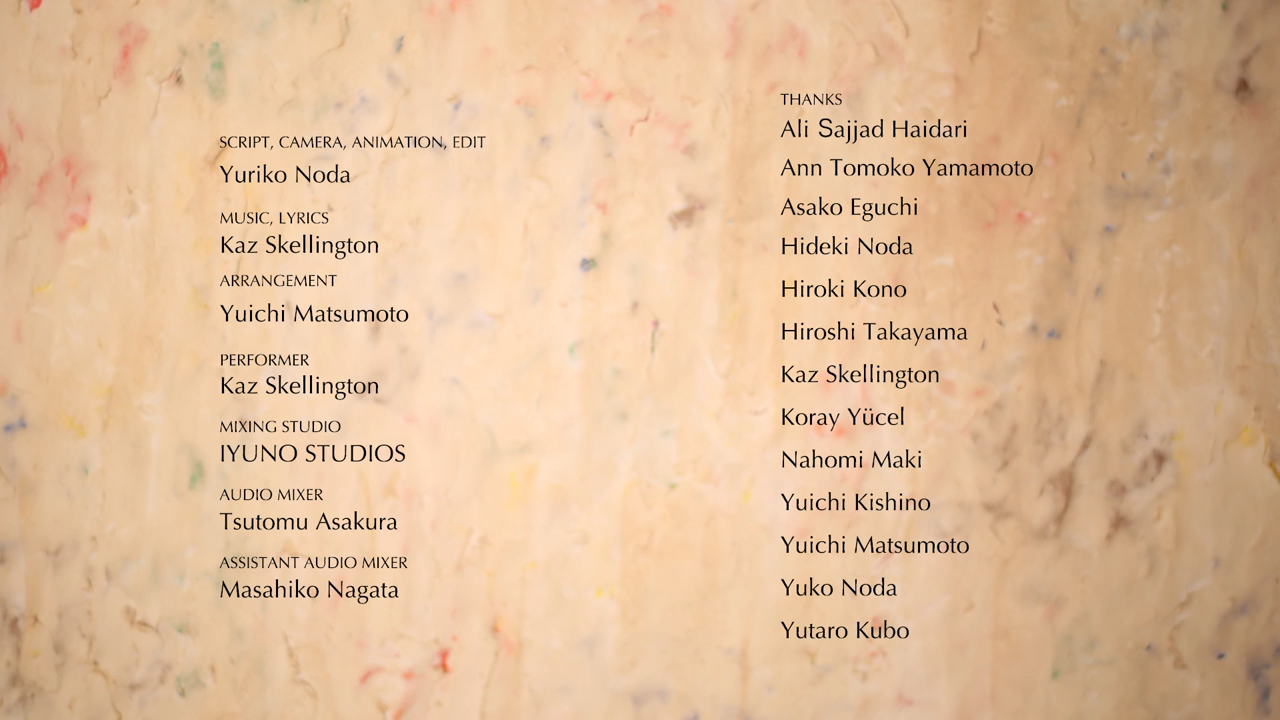 SCRIPT, CAMERA, ANIMATION, EDIT
Yuriko Noda
MUSIC, LYRICS
Kaz Skellington
ARRANGEMENT
Yuichi Matsumoto
PERFORMER
Kaz Skellington
MIXING STUDIO
IYUNO STUDIOS
AUDIO MIXER
Tsutomu Asakura
ASSISTANT AUDIO MIXER
Masahiko Nagata
THANKS
Ali Sajjad Haidari
Ann Tomoko Yamamoto
Asako Eguchi
Hideki Noda
Hiroki Kono
Hiroshi Takayama
Kaz Skellington
Koray Yücel
Nahomi Maki
Yuichi Kishino
Yuichi Matsumoto
Yuko Noda
Yutaro Kubo